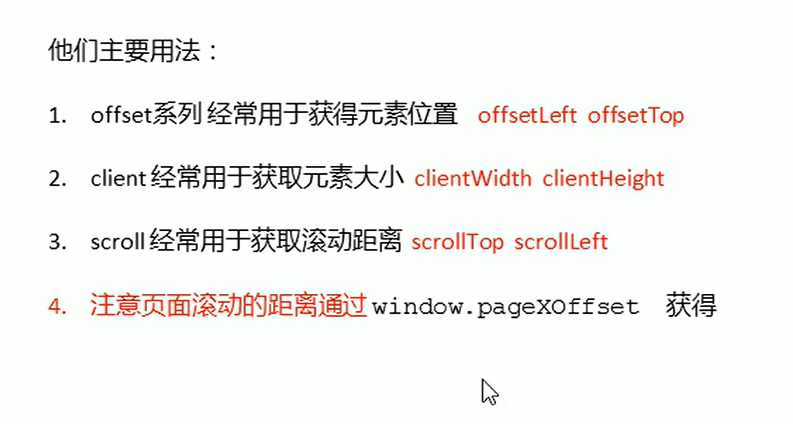 他们主要用法：
1. offset系列 经常用于获得元素位置 offsetLeft offsetTop
2. client 经常用于获取元素大小 clientWidth clientHeight
3. scroll 经常用于获取滚动距离 scrollTop scrollLeft
4. 注意页面滚动的距离通过 window.pageXOffset 获得